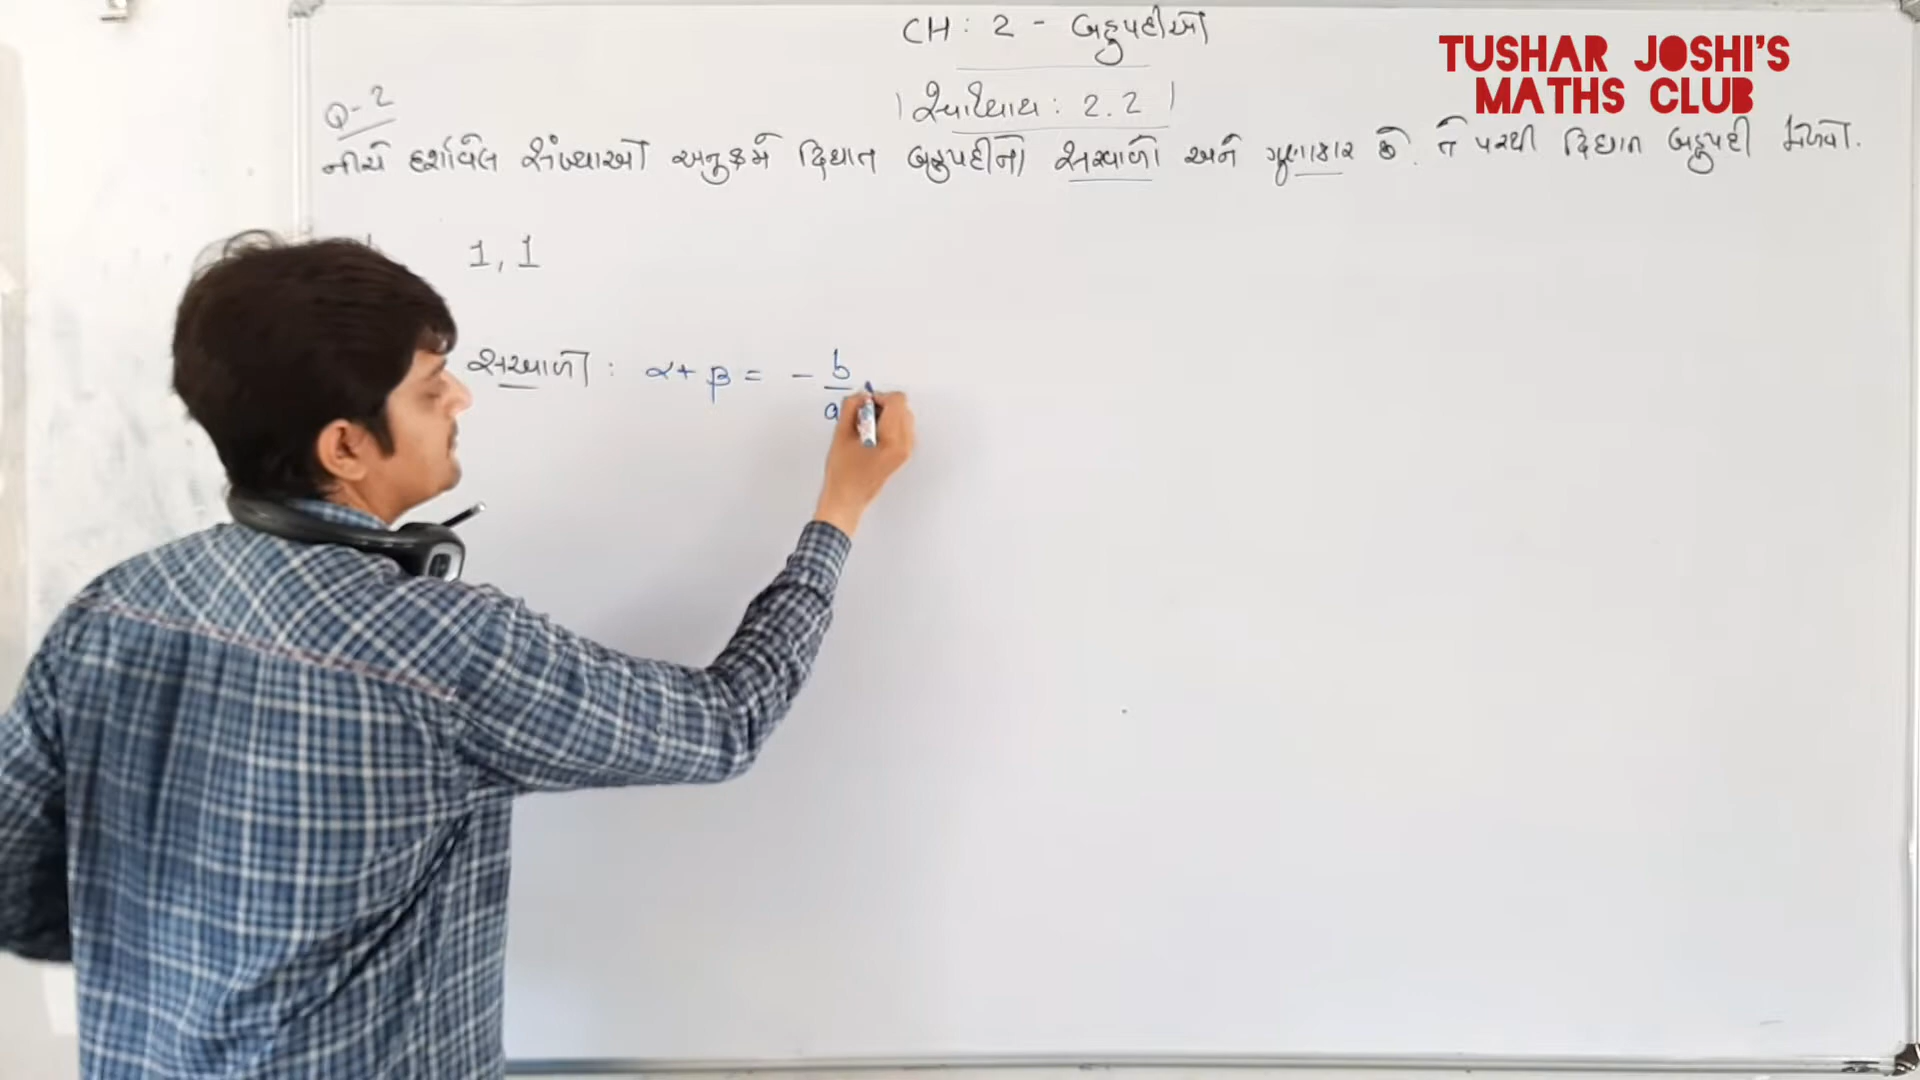 CH: 2 - બહુપદીઓ
TUSHAR JOSHI'S
MATHS CLUB
સ્વાધ્યાય: 2.2
Q-2
નીચે દર્શાવેલ સંખ્યાઓ અનુક્રમે દ્વિઘાત બહુપદીનો સરવાળો અને ગુણાકાર છે. તે પરથી દ્વિઘાત બહુપદી મેળવો.
1, 1
સરવાળો : α + β = - b/a